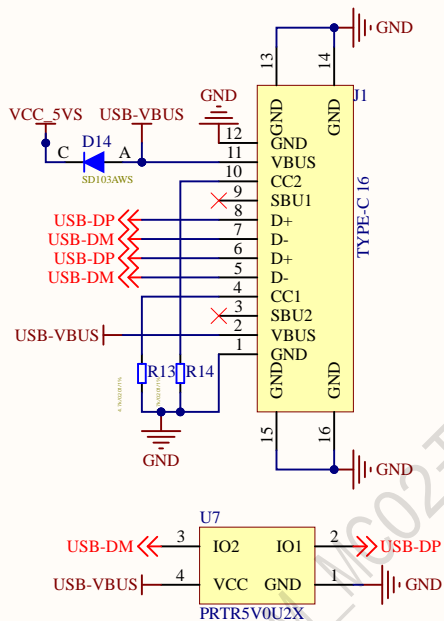 GND
13
14
J1
GND
GND
GND
VCC_5VS
USB-VBUS
12
GND
D14
C
A
11
VBUS
SD103AWS
10
CC2
9
SBU1
USB-DP
8
D+
USB-DM
7
D-
USB-DP
6
D+
USB-DM
5
D-
4
CC1
3
SBU2
USB-VBUS
2
VBUS
1
GND
TYPE-C 16
R13
R14
GND
GND
GND
15
16
GND
U7
USB-DM
3
IO2
IO1
2
USB-DP
USB-VBUS
4
VCC
GND
1
GND
PRTR5V0U2X